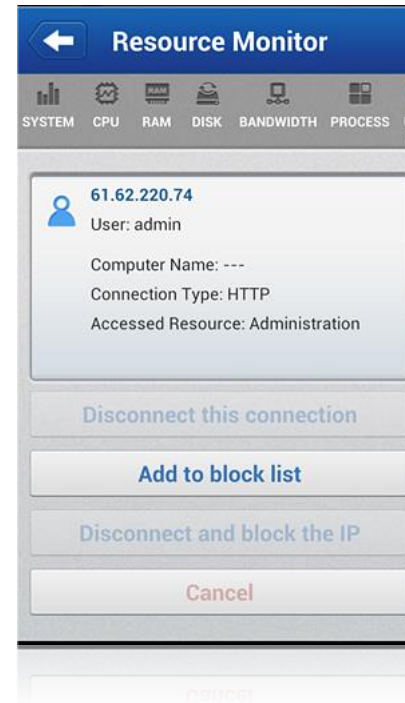 Resource Monitor
RAM
SYSTEM CPU RAM DISK BANDWIDTH PROCESS
61.62.220.74
User: admin
Computer Name: ---
Connection Type: HTTP
Accessed Resource: Administration
Disconnect this connection
Add to block list
Disconnect and block the IP
Cancel